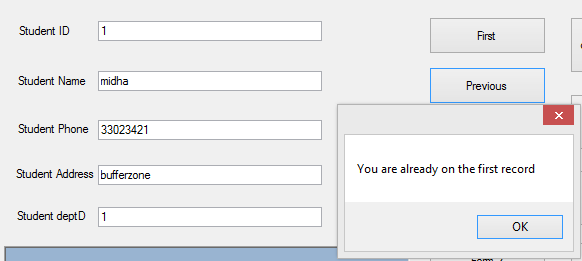 Student ID 1 First
Student Name midha Previous
Student Phone 33023421
You are already on the first record
Student Address bufferzone
Student deptD 1 OK